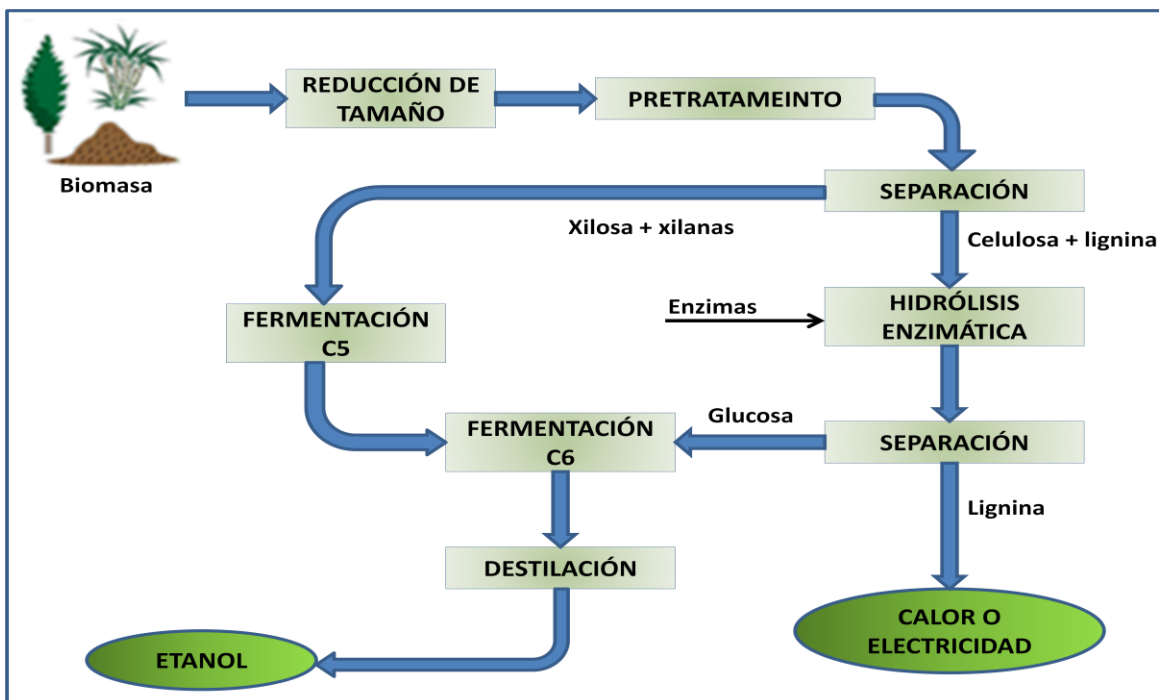 Biomasa
REDUCCIÓN DE
TAMAÑO
PRETRATAMEINTO
SEPARACIÓN
Xilosa + xilanas
Celulosa + lignina
FERMENTACIÓN
C5
Enzimas
HIDRÓLISIS
ENZIMÁTICA
FERMENTACIÓN
C6
Glucosa
SEPARACIÓN
Lignina
DESTILACIÓN
CALOR O
ELECTRICIDAD
ETANOL